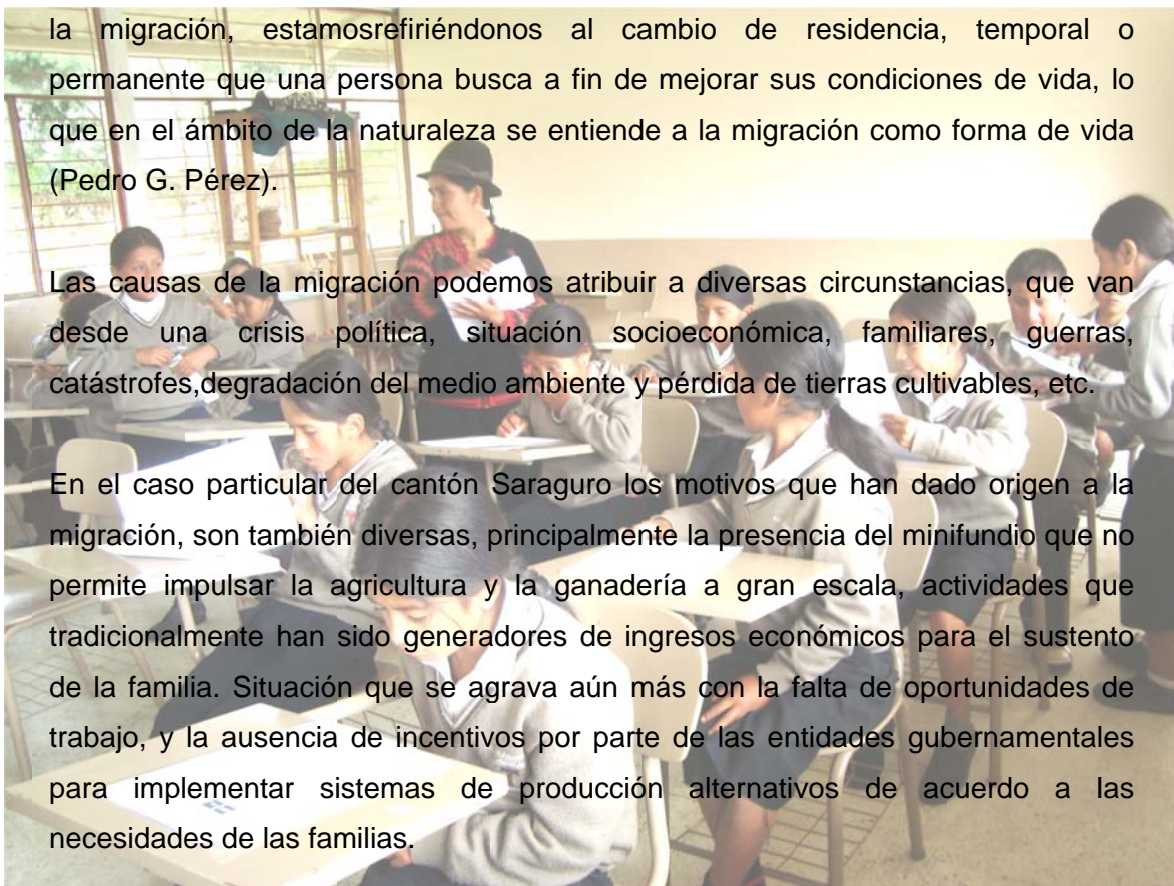 la migración, estamosrefiriéndonos al cambio de residencia, temporal o
permanente que una persona busca a fin de mejorar sus condiciones de vida, lo
que en el ámbito de la naturaleza se entiende a la migración como forma de vida
(Pedro G. Pérez).
Las causas de la migración podemos atribuir a diversas circunstancias, que van
desde una crisis política, situación socioeconómica, familiares, guerras,
catástrofes,degradación del medio ambiente y pérdida de tierras cultivables, etc.
En el caso particular del cantón Saraguro los motivos que han dado origen a la
migración, son también diversas, principalmente la presencia del minifundio que no
permite impulsar la agricultura y la ganadería a gran escala, actividades que
tradicionalmente han sido generadores de ingresos económicos para el sustento
de la familia. Situación que se agrava aún más con la falta de oportunidades de
trabajo, y la ausencia de incentivos por parte de las entidades gubernamentales
para implementar sistemas de producción alternativos de acuerdo a las
necesidades de las familias.